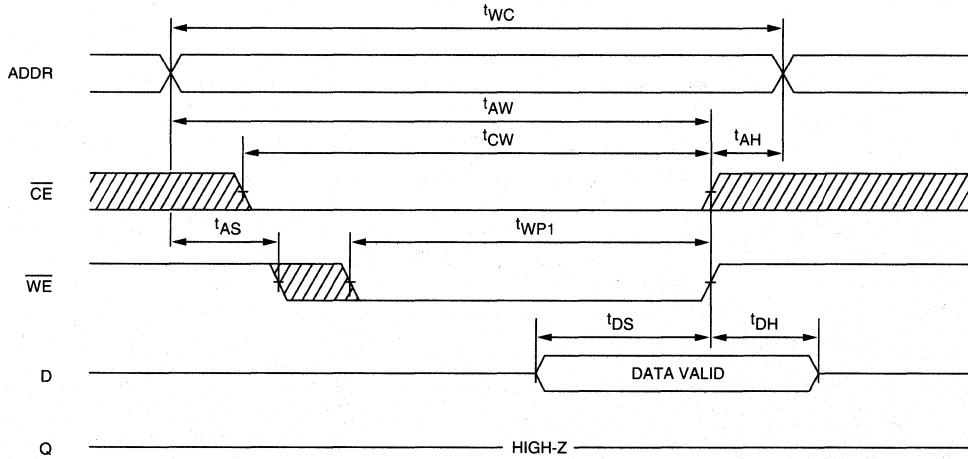 tWC
ADDR
tAW
tCW
tAH
CE
tAS
tWP1
WE
tDS
tDH
D
DATA VALID
Q
HIGH-Z